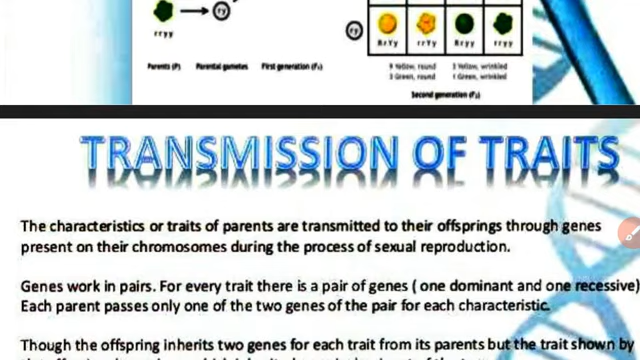 ry
rryy
ry
RrYy rrYy Rryy rryy
Parents (P) Parental gametes First generation (F₁)
9 Yellow, round 3 Yellow, wrinkled
3 Green, round 1 Green, wrinkled
Second generation (F₂)
TRANSMISSION OF TRAITS
The characteristics or traits of parents are transmitted to their offsprings through genes
present on their chromosomes during the process of sexual reproduction.
Genes work in pairs. For every trait there is a pair of genes ( one dominant and one recessive)
Each parent passes only one of the two genes of the pair for each characteristic.
Though the offspring inherits two genes for each trait from its parents but the trait shown by